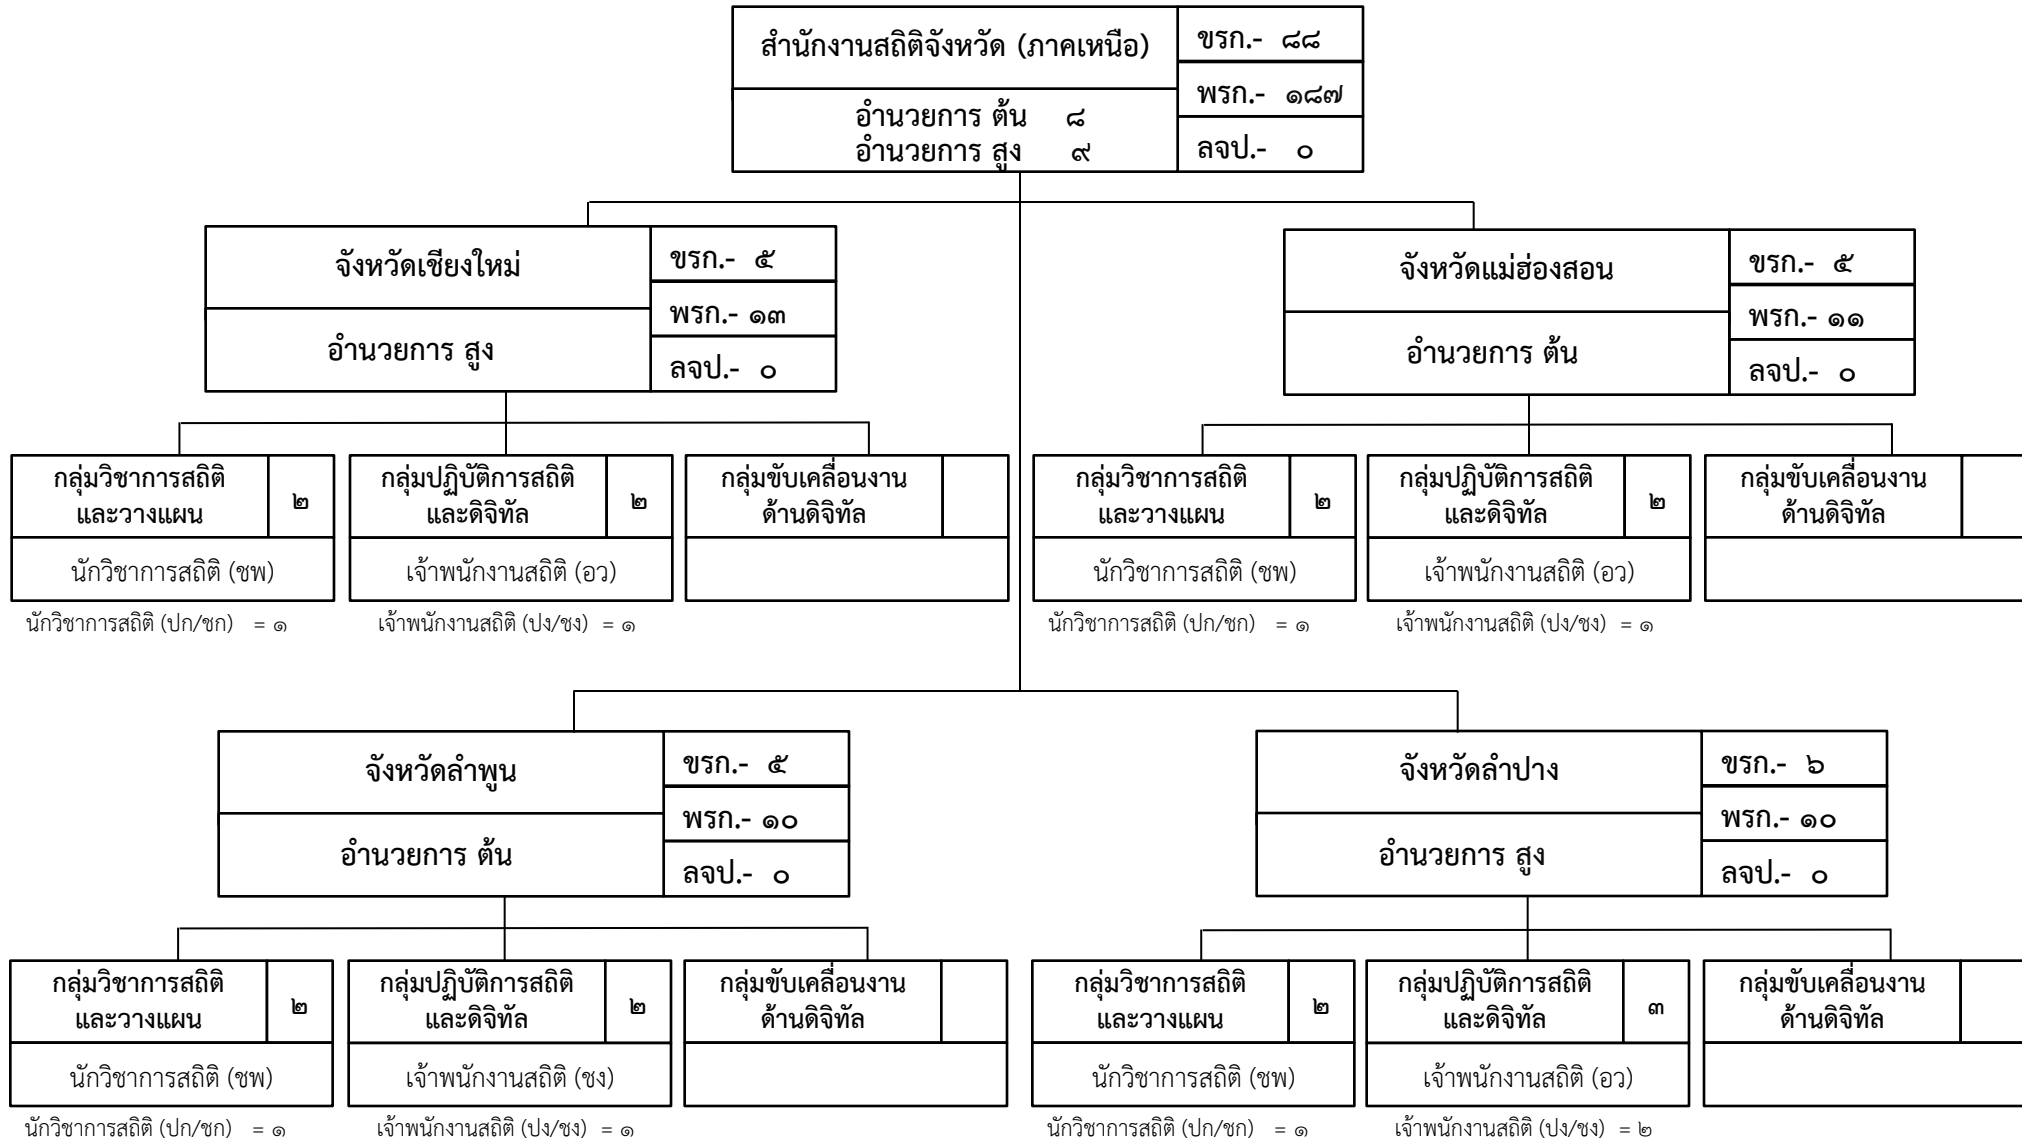 สำนักงานสถิติจังหวัด (ภาคเหนือ)
ขรก.- ๘๘
พรก.- ๑๘๗
อำนวยการ ต้น ๘
อำนวยการ สูง ๙
ลจป.- ๐
จังหวัดเชียงใหม่
ขรก.- ๕
พรก.- ๑๓
อำนวยการ สูง
ลจป.- ๐
จังหวัดแม่ฮ่องสอน
ขรก.- ๕
พรก.- ๑๑
อำนวยการ ต้น
ลจป.- ๐
กลุ่มวิชาการสถิติ
และวางแผน
๒
นักวิชาการสถิติ (ชพ)
นักวิชาการสถิติ (ปก/ชก) = ๑
กลุ่มปฏิบัติการสถิติ
และดิจิทัล
๒
เจ้าพนักงานสถิติ (อว)
เจ้าพนักงานสถิติ (ปง/ชง) = ๑
กลุ่มขับเคลื่อนงาน
ด้านดิจิทัล
กลุ่มวิชาการสถิติ
และวางแผน
๒
นักวิชาการสถิติ (ชพ)
นักวิชาการสถิติ (ปก/ชก) = ๑
กลุ่มปฏิบัติการสถิติ
และดิจิทัล
๒
เจ้าพนักงานสถิติ (อว)
เจ้าพนักงานสถิติ (ปง/ชง) = ๑
กลุ่มขับเคลื่อนงาน
ด้านดิจิทัล
จังหวัดลำพูน
ขรก.- ๕
พรก.- ๑๐
อำนวยการ ต้น
ลจป.- ๐
จังหวัดลำปาง
ขรก.- ๖
พรก.- ๑๐
อำนวยการ สูง
ลจป.- ๐
กลุ่มวิชาการสถิติ
และวางแผน
๒
นักวิชาการสถิติ (ชพ)
นักวิชาการสถิติ (ปก/ชก) = ๑
กลุ่มปฏิบัติการสถิติ
และดิจิทัล
๒
เจ้าพนักงานสถิติ (ชง)
เจ้าพนักงานสถิติ (ปง/ชง) = ๑
กลุ่มขับเคลื่อนงาน
ด้านดิจิทัล
กลุ่มวิชาการสถิติ
และวางแผน
๒
นักวิชาการสถิติ (ชพ)
นักวิชาการสถิติ (ปก/ชก) = ๑
กลุ่มปฏิบัติการสถิติ
และดิจิทัล
๓
เจ้าพนักงานสถิติ (อว)
เจ้าพนักงานสถิติ (ปง/ชง) = ๒
กลุ่มขับเคลื่อนงาน
ด้านดิจิทัล